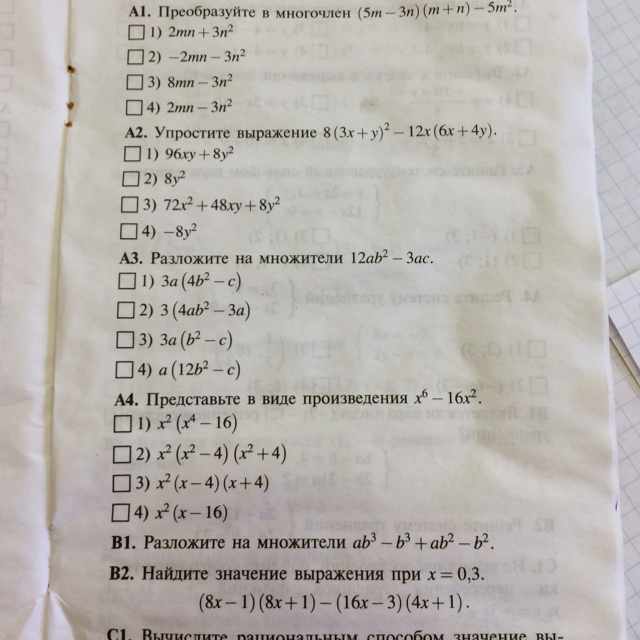 А1. Преобразуйте в многочлен (5m − 3n)(m + n) − 5m².
1) 2mn + 3n²
2) −2mn − 3n²
3) 8mn − 3n²
4) 2mn − 3n²
А2. Упростите выражение 8(3x + y)² − 12x(6x + 4y).
1) 96xy + 8y²
2) 8y²
3) 72x² + 48xy + 8y²
4) −8y²
А3. Разложите на множители 12ab² − 3ac.
1) 3a(4b² − c)
2) 3(4ab² − 3a)
3) 3a(b² − c)
4) a(12b² − c)
А4. Представьте в виде произведения x⁶ − 16x².
1) x²(x⁴ − 16)
2) x²(x² − 4)(x² + 4)
3) x²(x − 4)(x + 4)
4) x²(x − 16)
В1. Разложите на множители ab³ − b³ + ab² − b².
В2. Найдите значение выражения при x = 0,3.
(8x − 1)(8x + 1) − (16x − 3)(4x + 1).
С1. Вычислите рациональным способом значение вы-